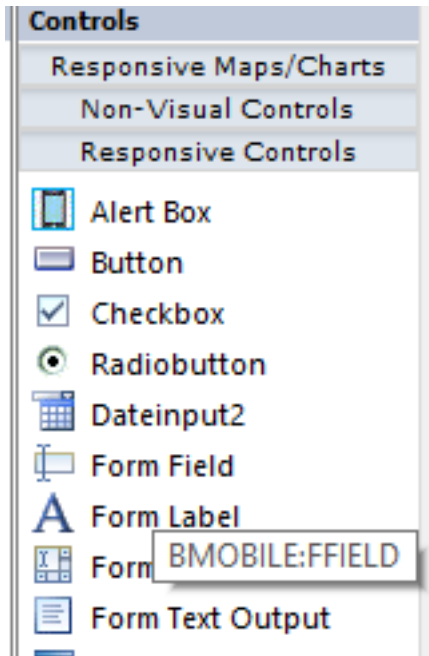 Controls
Responsive Maps/Charts
Non-Visual Controls
Responsive Controls
Alert Box
Button
Checkbox
Radiobutton
Dateinput2
Form Field
Form Label
Form
BMOBILE:FFIELD
Form Text Output